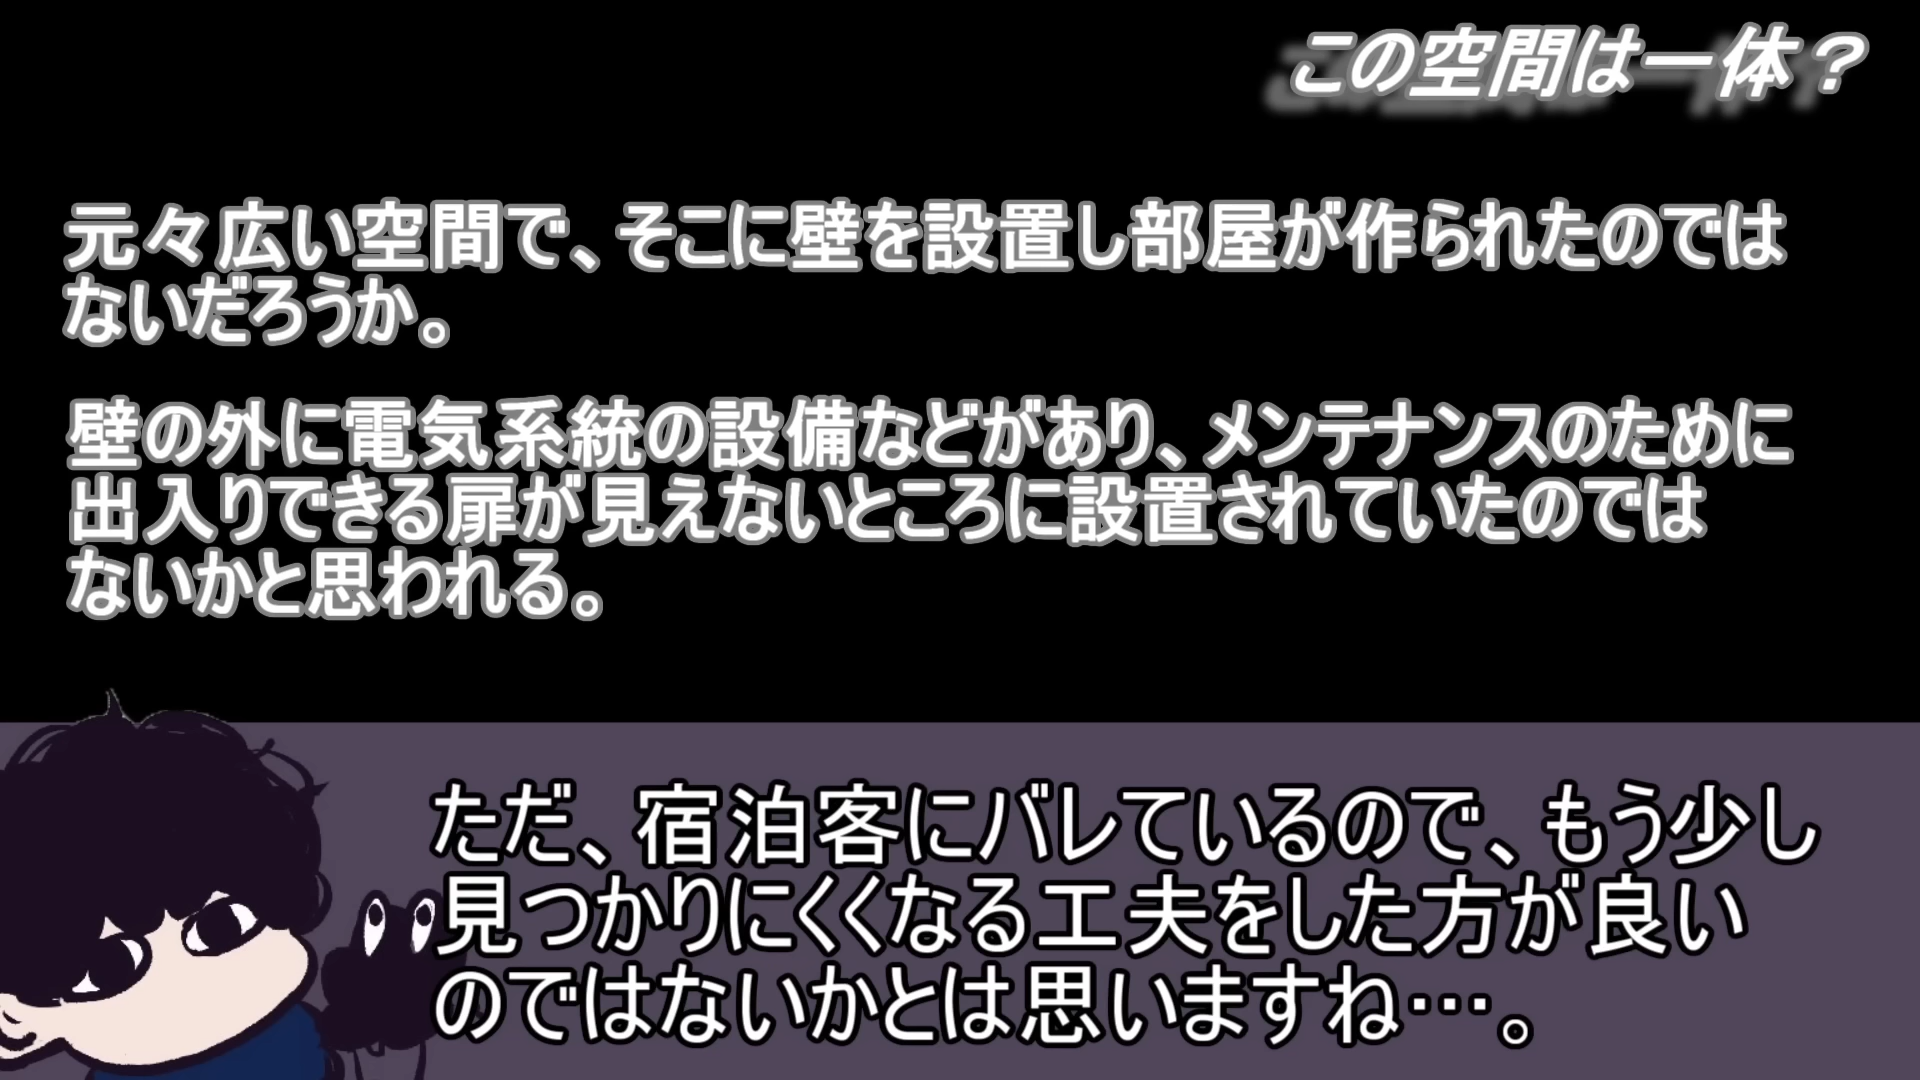 この空間は一体？
元々広い空間で、そこに壁を設置し部屋が作られたのでは
ないだろうか。
壁の外に電気系統の設備などがあり、メンテナンスのために
出入りできる扉が見えないところに設置されていたのでは
ないかと思われる。
ただ、宿泊客にバレているので、もう少し
見つかりにくくなる工夫をした方が良い
のではないかとは思いますね…。